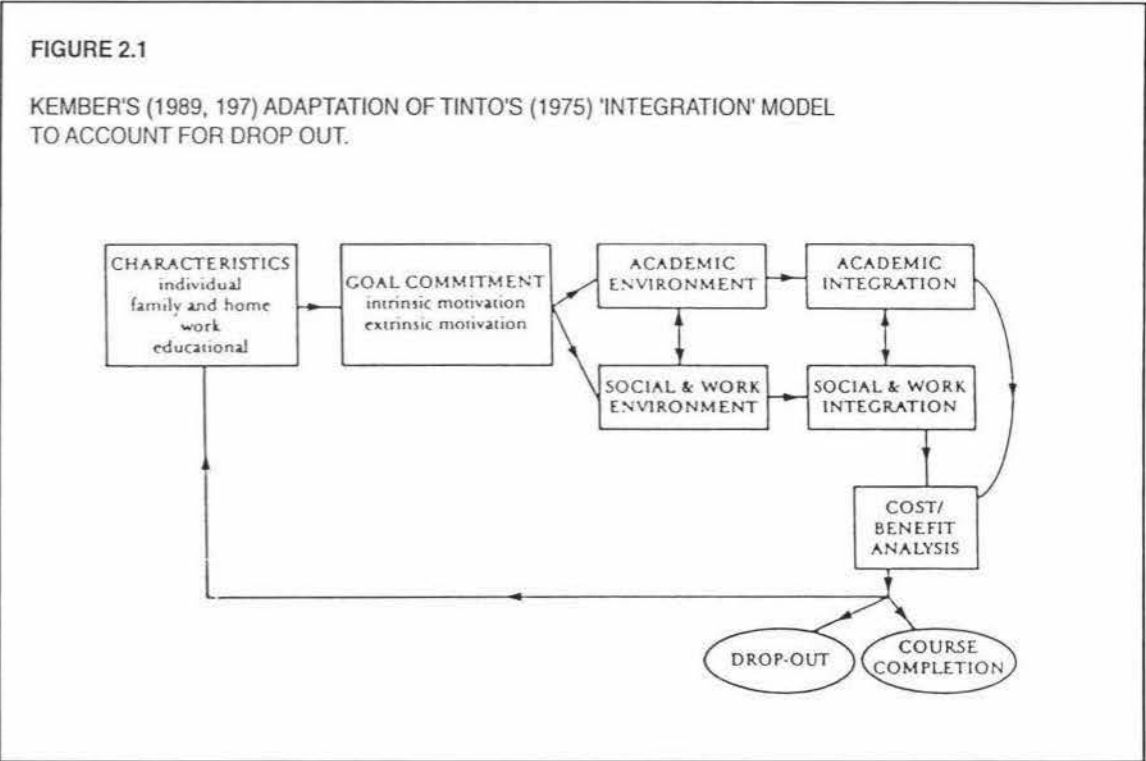 FIGURE 2.1
KEMBER'S (1989, 197) ADAPTATION OF TINTO'S (1975) 'INTEGRATION' MODEL
TO ACCOUNT FOR DROP OUT.
CHARACTERISTICS
individual
family and home
work
educational
GOAL COMMITMENT
intrinsic motivation
extrinsic motivation
ACADEMIC
ENVIRONMENT
ACADEMIC
INTEGRATION
SOCIAL & WORK
ENVIRONMENT
SOCIAL & WORK
INTEGRATION
COST/
BENEFIT
ANALYSIS
DROP-OUT
COURSE
COMPLETION